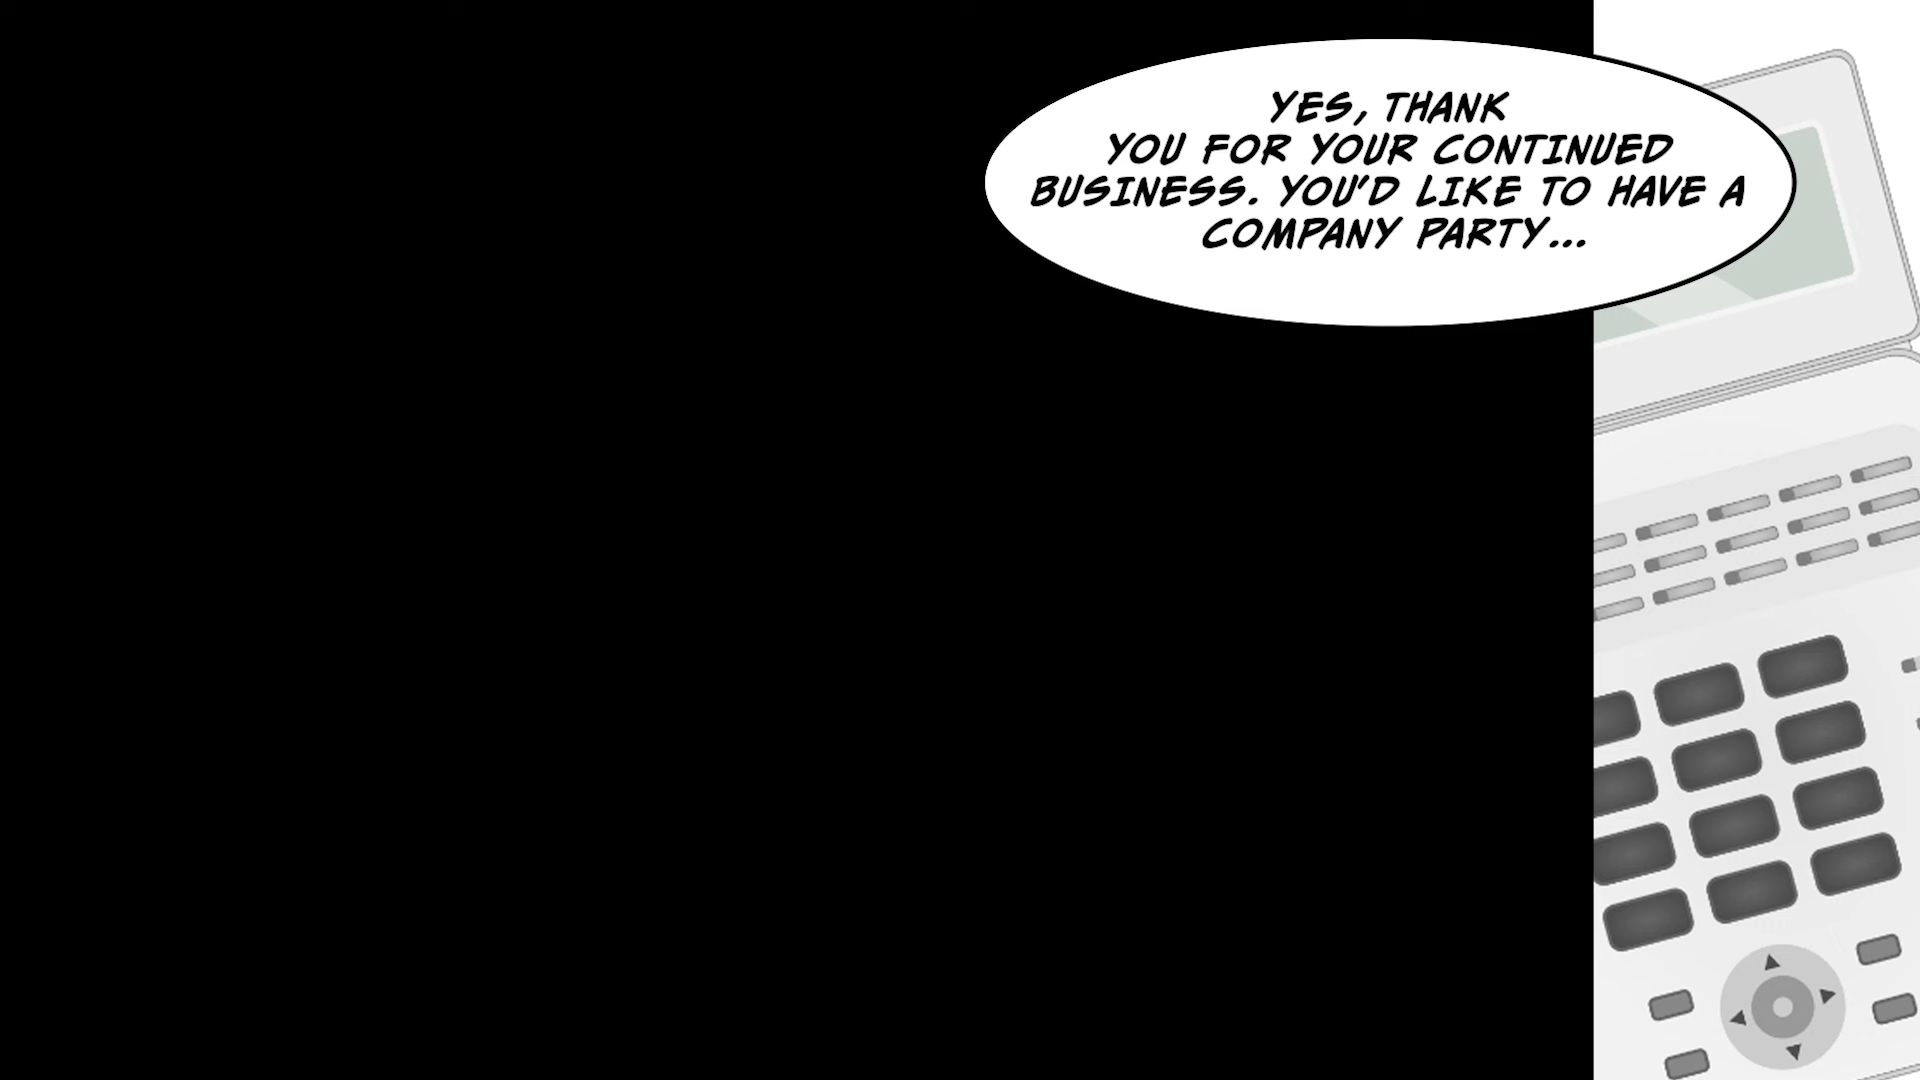 YES, THANK
YOU FOR YOUR CONTINUED
BUSINESS. YOU'D LIKE TO HAVE A
COMPANY PARTY...